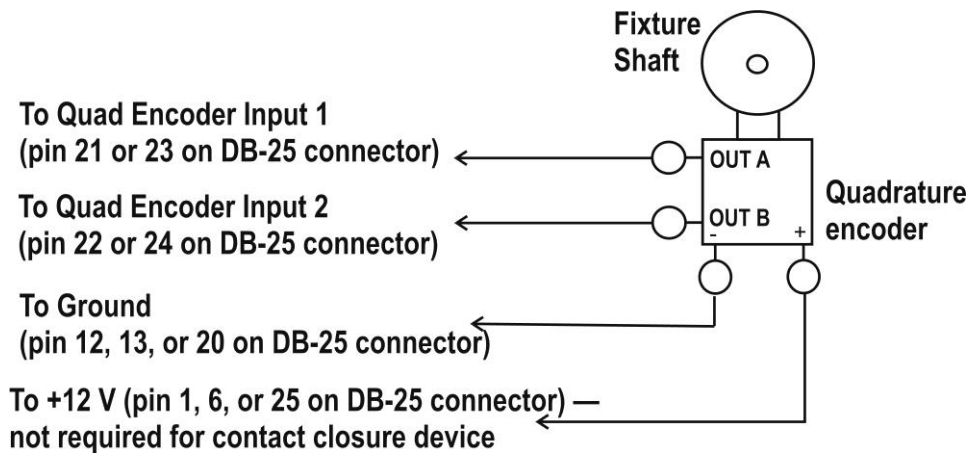 Fixture
Shaft
To Quad Encoder Input 1
(pin 21 or 23 on DB-25 connector)
OUT A
To Quad Encoder Input 2
(pin 22 or 24 on DB-25 connector)
OUT B
- +
Quadrature
encoder
To Ground
(pin 12, 13, or 20 on DB-25 connector)
To +12 V (pin 1, 6, or 25 on DB-25 connector) —
not required for contact closure device